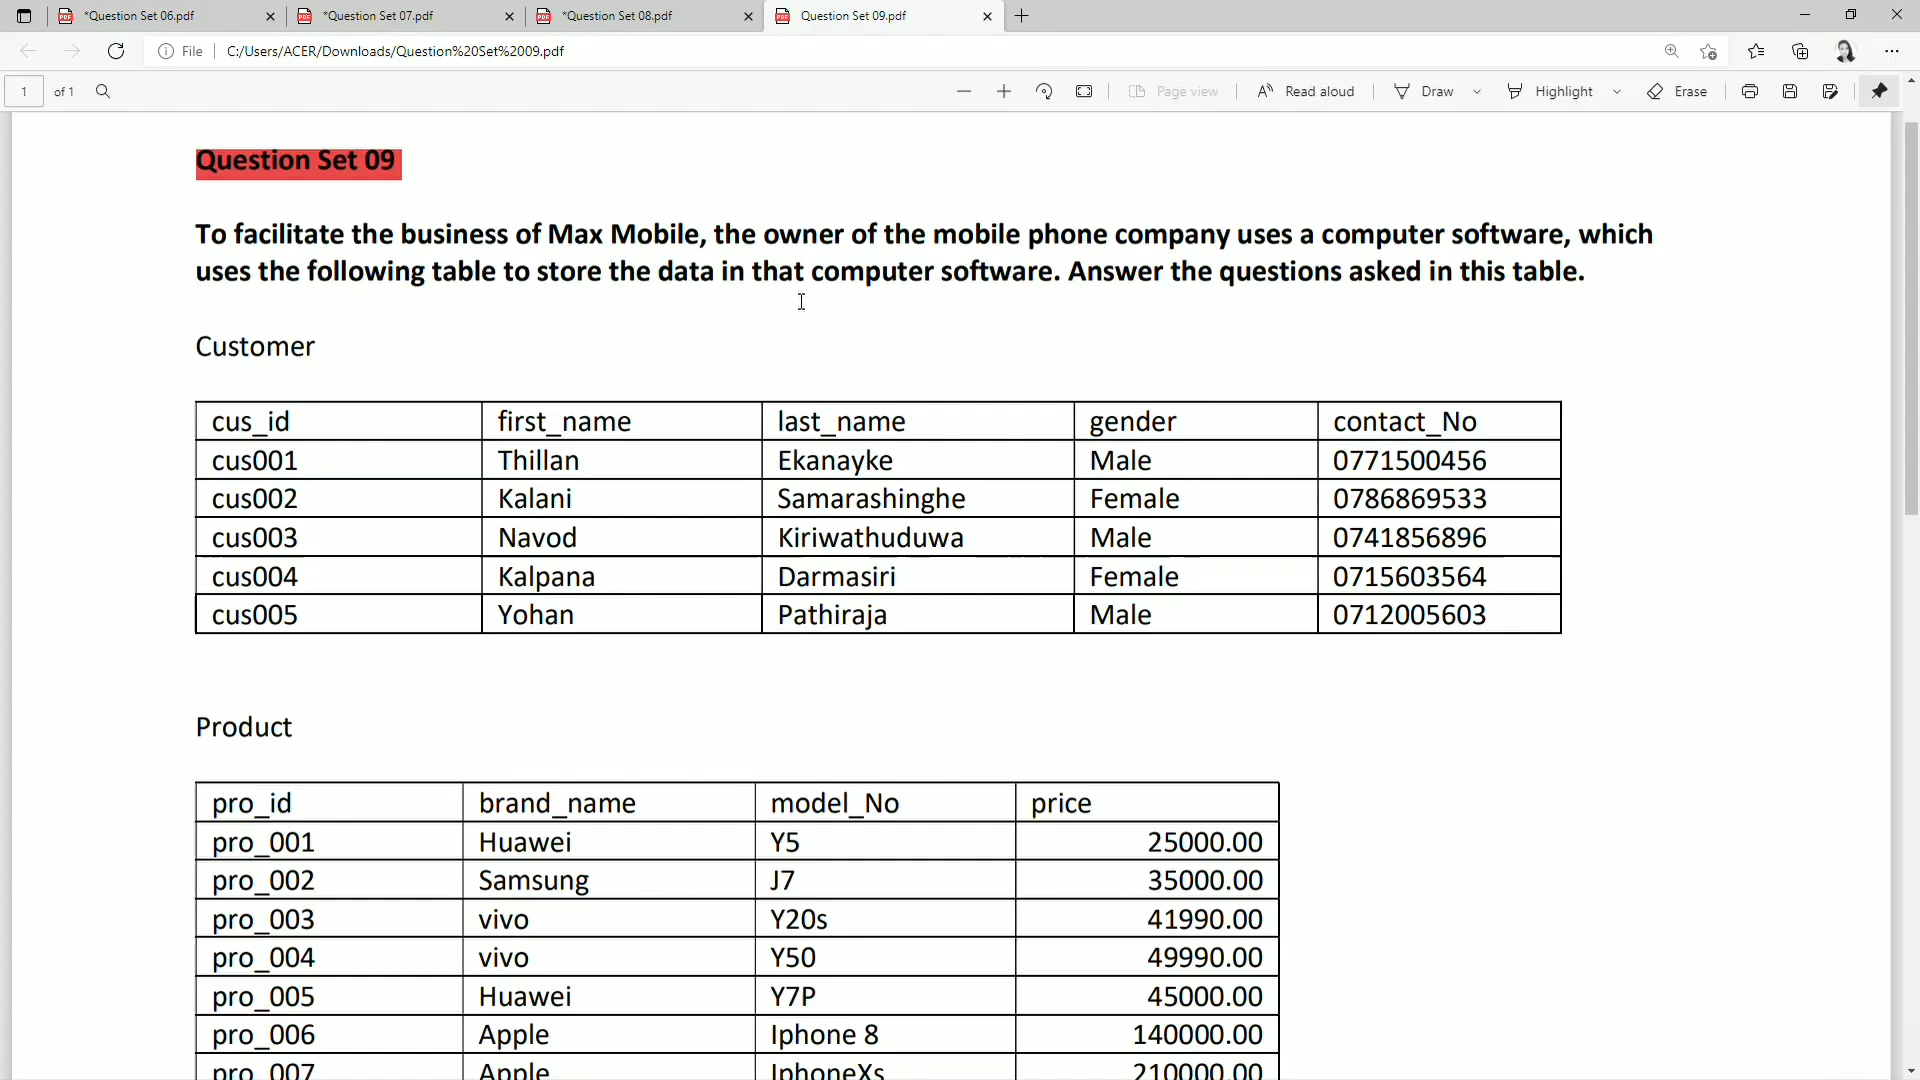 *Question Set 06.pdf
*Question Set 07.pdf
*Question Set 08.pdf
Question Set 09.pdf
File
C:/Users/ACER/Downloads/Question%20Set%2009.pdf
1 of 1
Page view
Read aloud
Draw
Highlight
Erase
Question Set 09
To facilitate the business of Max Mobile, the owner of the mobile phone company uses a computer software, which
uses the following table to store the data in that computer software. Answer the questions asked in this table.
Customer
cus_id first_name last_name gender contact_No
cus001 Thillan Ekanayke Male 0771500456
cus002 Kalani Samarashinghe Female 0786869533
cus003 Navod Kiriwathuduwa Male 0741856896
cus004 Kalpana Darmasiri Female 0715603564
cus005 Yohan Pathiraja Male 0712005603
Product
pro_id brand_name model_No price
pro_001 Huawei Y5 25000.00
pro_002 Samsung J7 35000.00
pro_003 vivo Y20s 41990.00
pro_004 vivo Y50 49990.00
pro_005 Huawei Y7P 45000.00
pro_006 Apple Iphone 8 140000.00
pro_007 Apple IphoneXs 210000.00